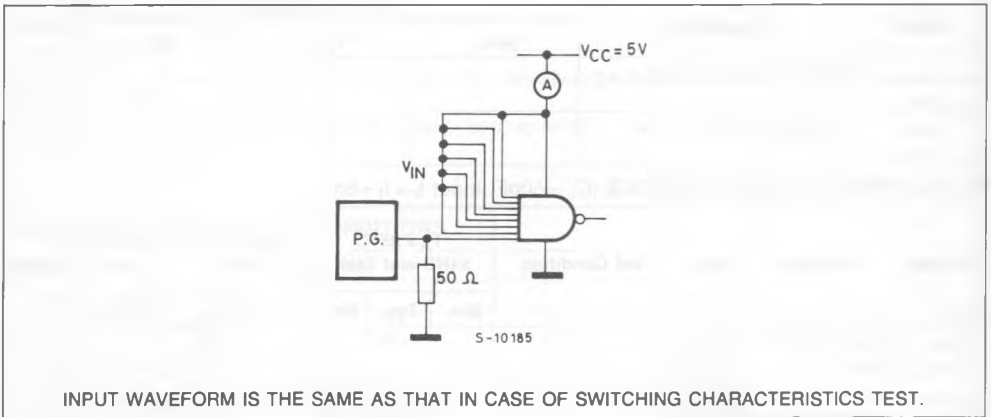 VCC = 5V
A
VIN
P.G.
50 Ω
S-10185
INPUT WAVEFORM IS THE SAME AS THAT IN CASE OF SWITCHING CHARACTERISTICS TEST.